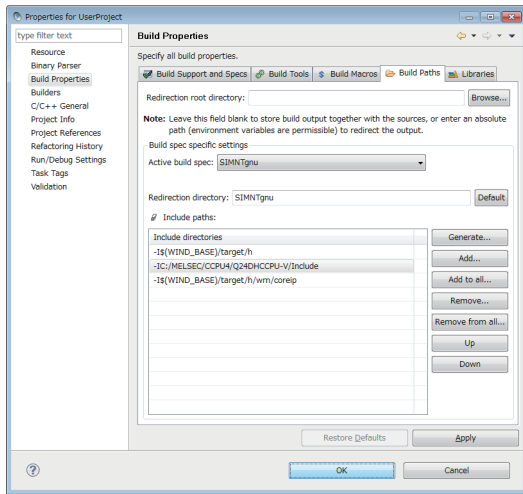 Properties for UserProject
type filter text
Resource
Binary Parser
Build Properties
Builders
C/C++ General
Project Info
Project References
Refactoring History
Run/Debug Settings
Task Tags
Validation
Build Properties
Specify all build properties.
Build Support and Specs
Build Tools
Build Macros
Build Paths
Libraries
Redirection root directory:
Browse...
Note: Leave this field blank to store build output together with the sources, or enter an absolute
path (environment variables are permissible) to redirect the output.
Build spec specific settings
Active build spec: SIMNTgnu
Redirection directory: SIMNTgnu
Default
Include paths:
Include directories
-I$(WIND_BASE)/target/h
-IC:/MELSEC/CCPU4/Q24DHCCPU-V/Include
-I$(WIND_BASE)/target/h/wrn/coreip
Generate...
Add...
Add to all...
Remove...
Remove from all...
Up
Down
Restore Defaults
Apply
?
OK
Cancel